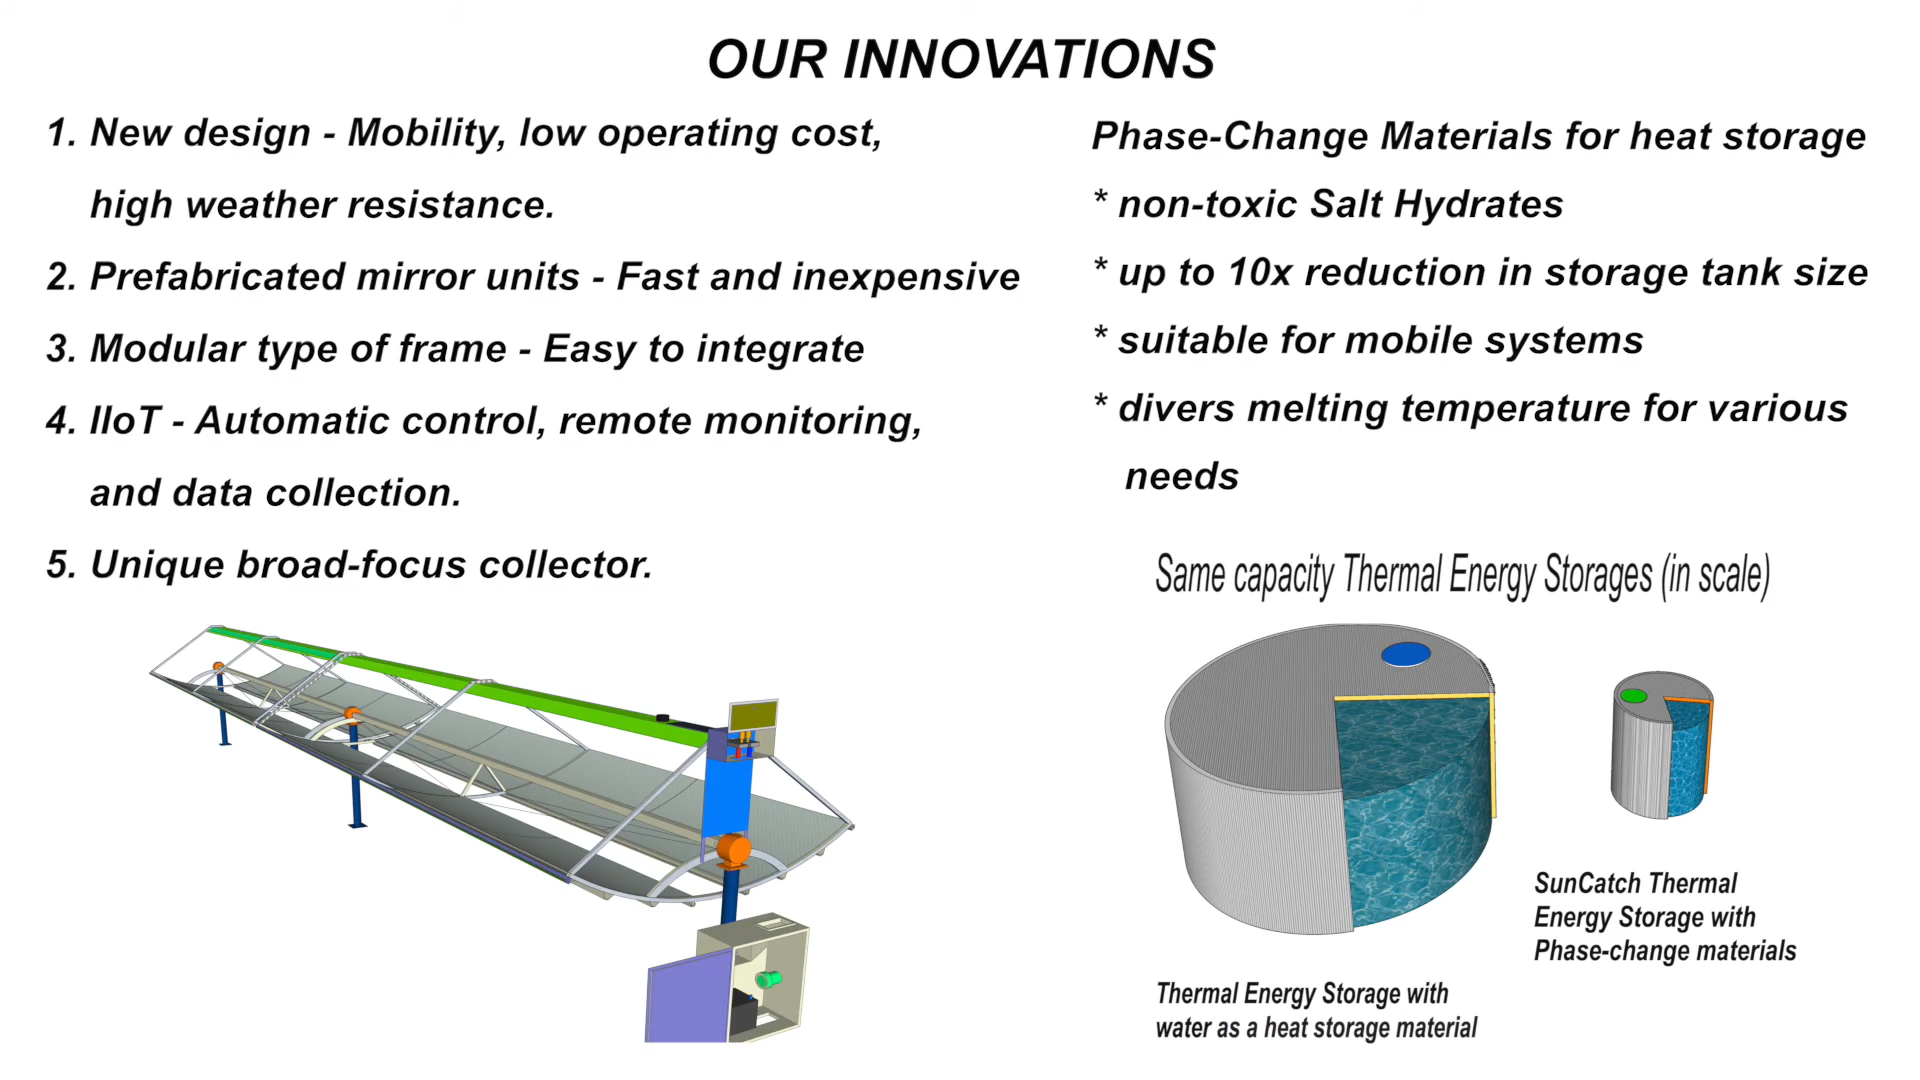 OUR INNOVATIONS
1. New design - Mobility, low operating cost,
high weather resistance.
2. Prefabricated mirror units - Fast and inexpensive
3. Modular type of frame - Easy to integrate
4. IIoT - Automatic control, remote monitoring,
and data collection.
5. Unique broad-focus collector.
Phase-Change Materials for heat storage
* non-toxic Salt Hydrates
* up to 10x reduction in storage tank size
* suitable for mobile systems
* divers melting temperature for various
needs
Same capacity Thermal Energy Storages (in scale)
SunCatch Thermal
Energy Storage with
Phase-change materials
Thermal Energy Storage with
water as a heat storage material